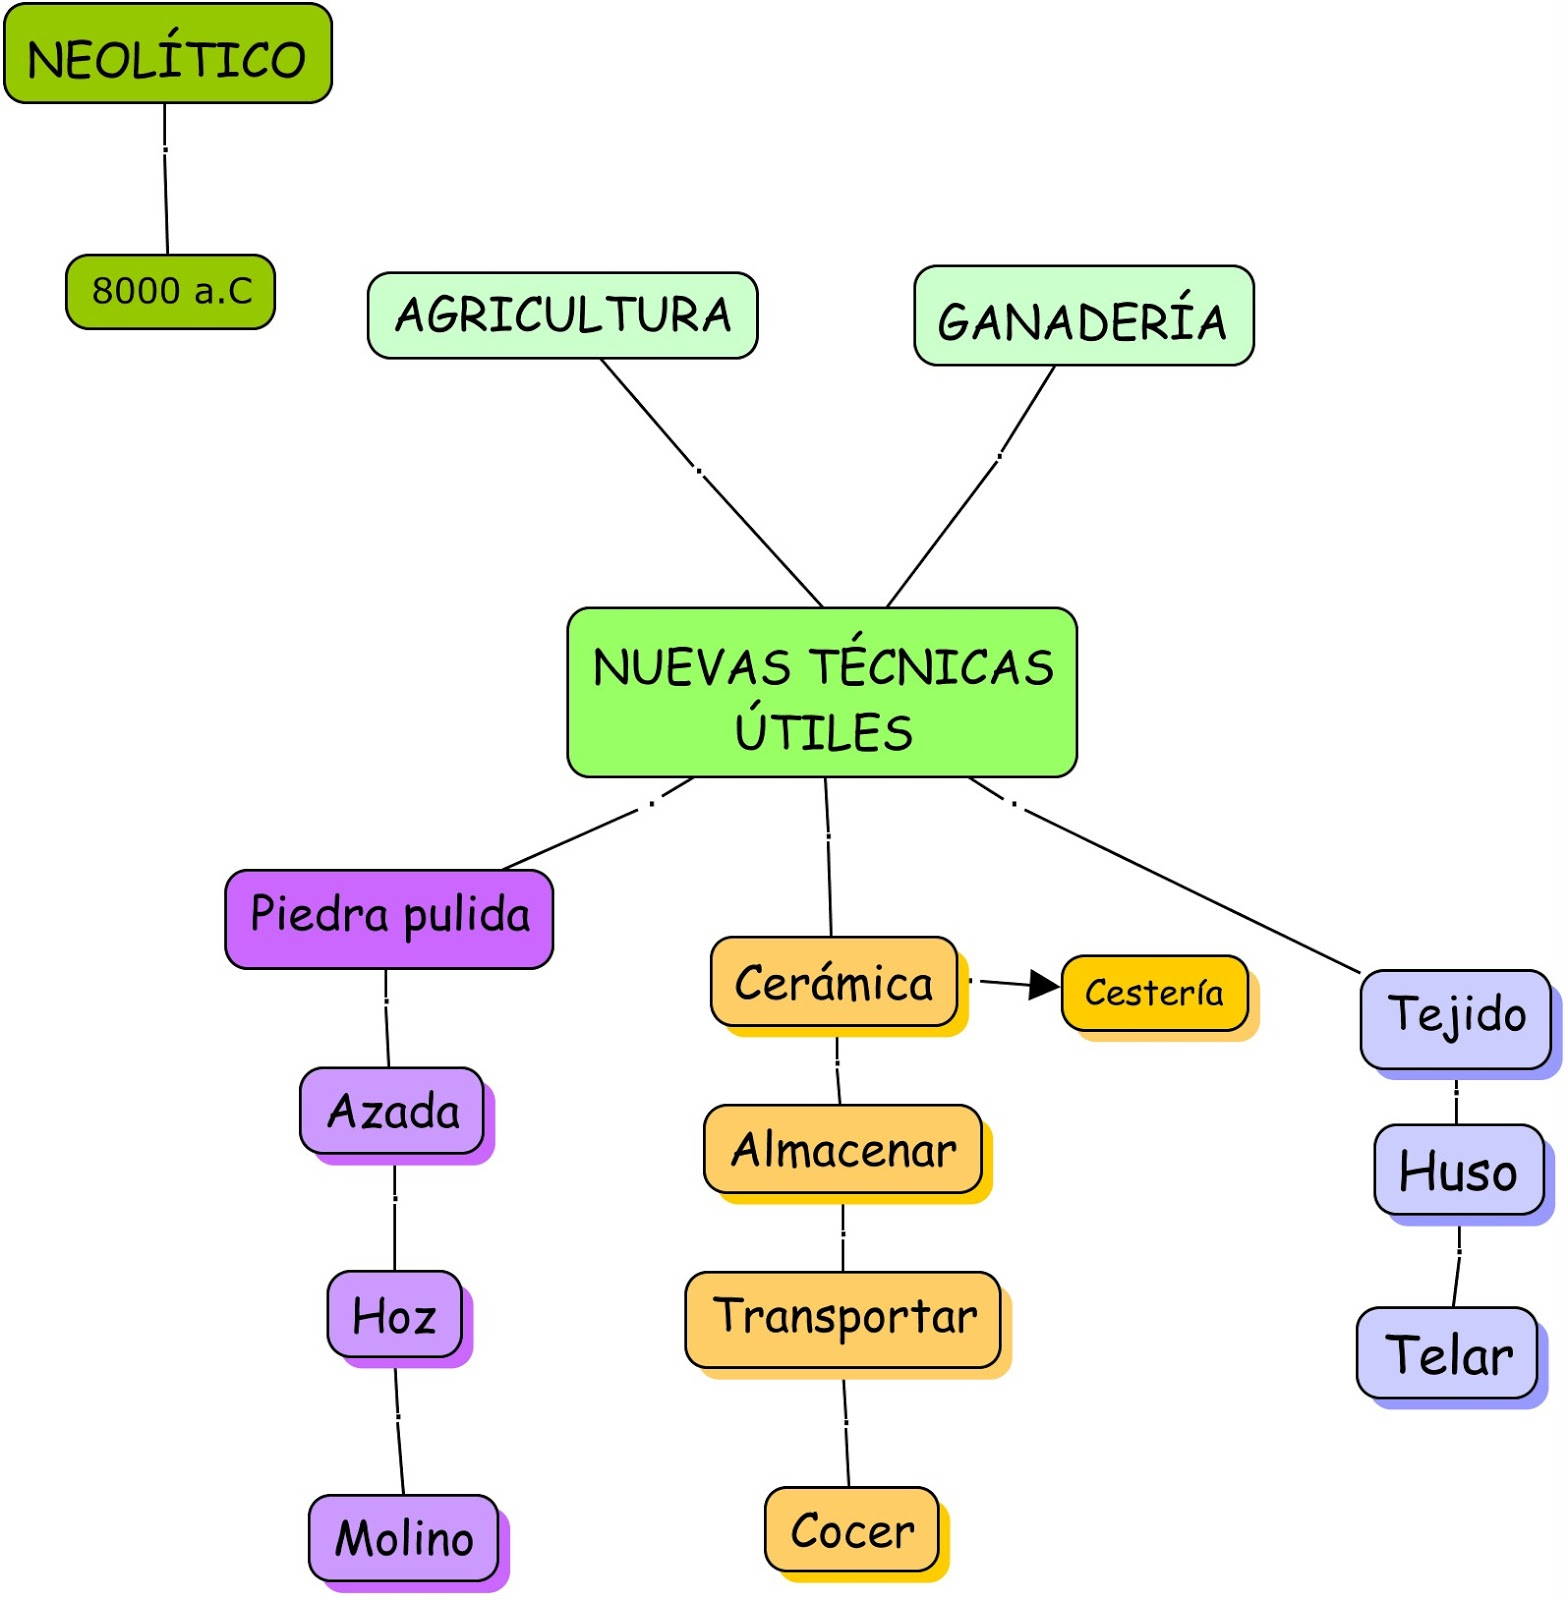 NEOLÍTICO
8000 a.C
AGRICULTURA
GANADERÍA
NUEVAS TÉCNICAS
ÚTILES
Piedra pulida
Azada
Hoz
Molino
Cerámica
Cestería
Almacenar
Transportar
Cocer
Tejido
Huso
Telar